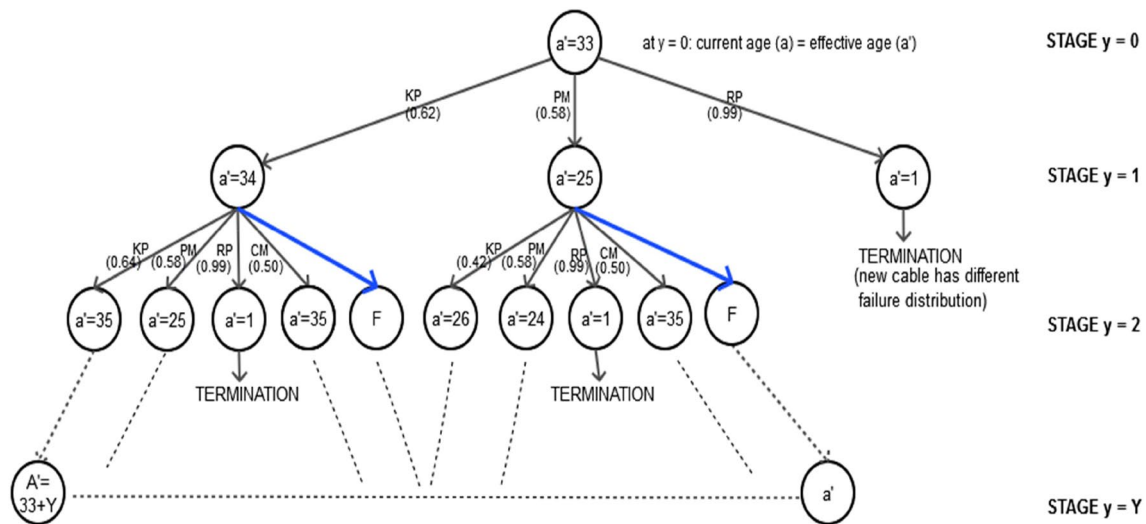 a'=33
at y = 0: current age (a) = effective age (a')
STAGE y = 0
KP
(0.62)
PM
(0.58)
RP
(0.99)
a'=34
a'=25
a'=1
STAGE y = 1
KP
(0.64)
PM
(0.58)
RP
(0.99)
CM
(0.50)
KP
(0.42)
PM
(0.58)
RP
(0.99)
CM
(0.50)
TERMINATION
(new cable has different
failure distribution)
a'=35
a'=25
a'=1
a'=35
F
a'=26
a'=24
a'=1
a'=35
F
STAGE y = 2
TERMINATION
TERMINATION
A'=
33+Y
a'
STAGE y = Y